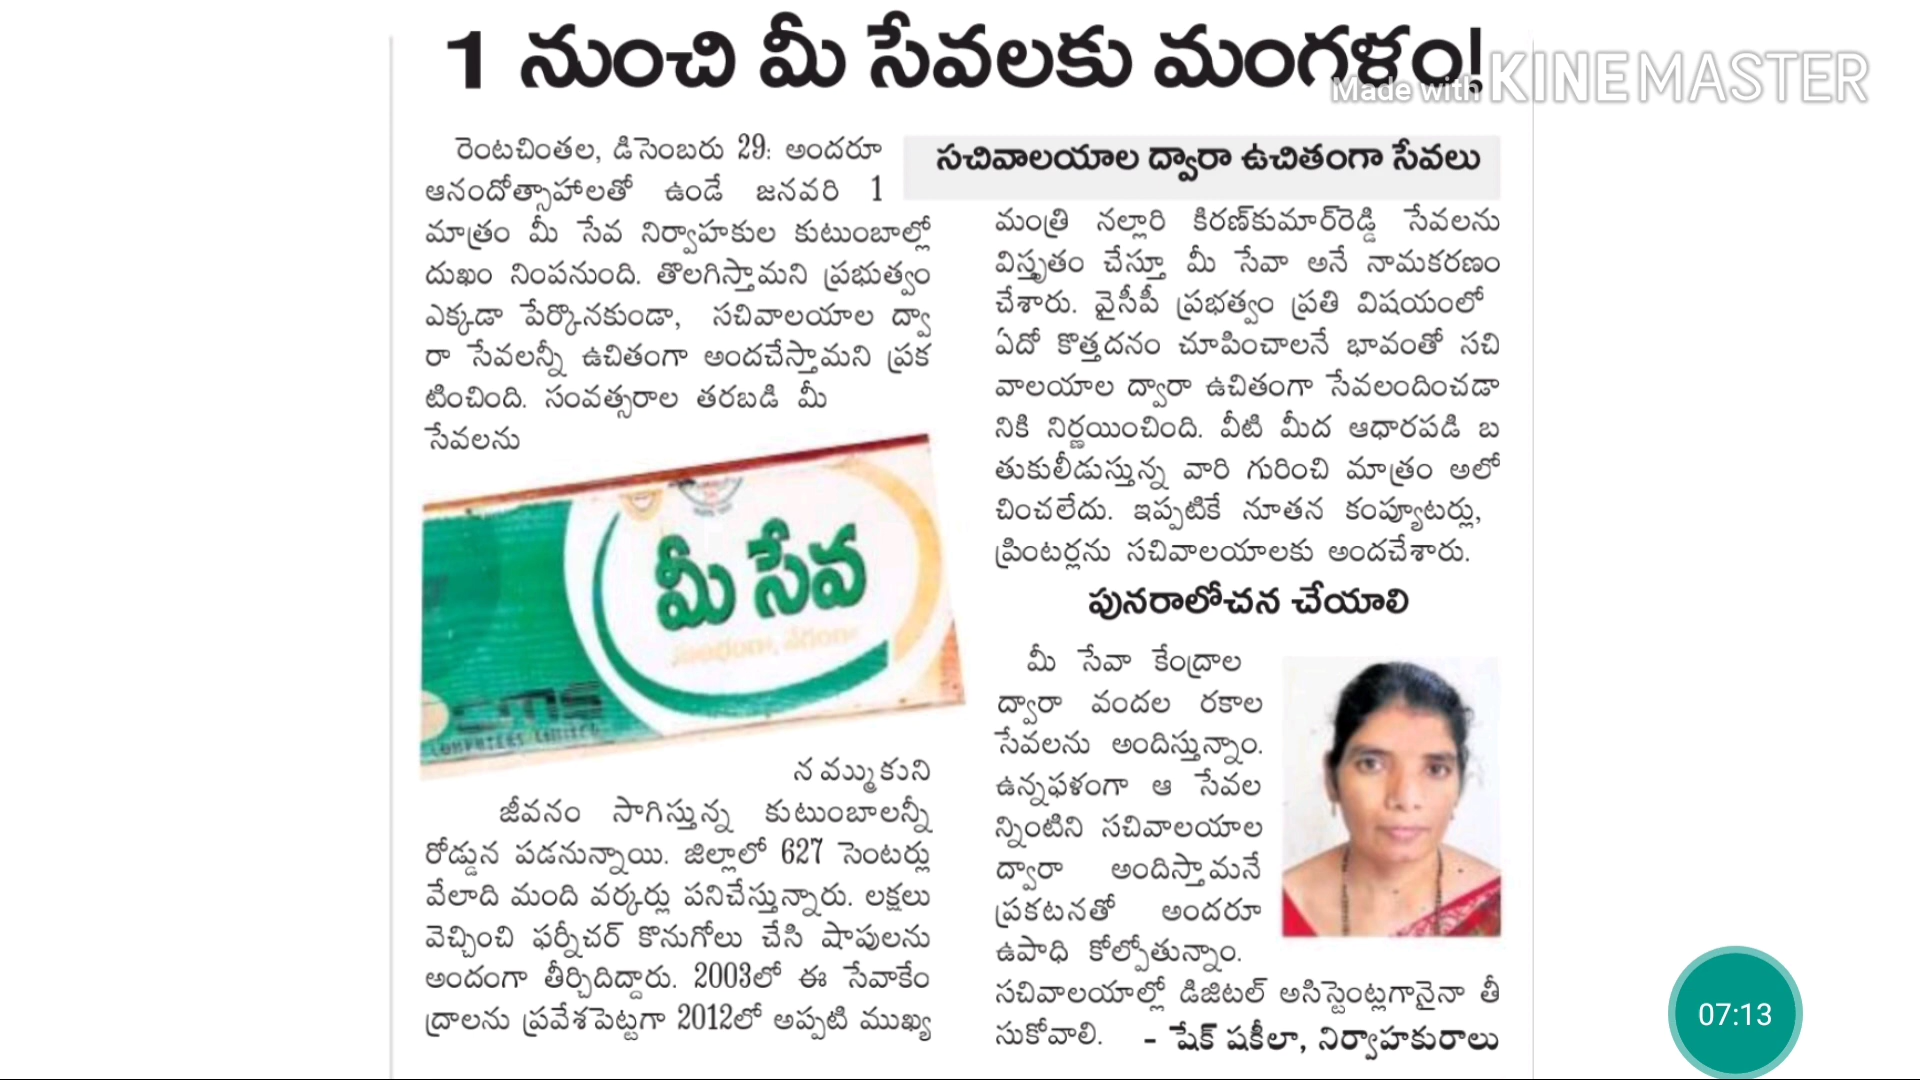 1 నుంచి మీ సేవలకు మంగళం!
Made with KINEMASTER
రెంటచింతల, డిసెంబరు 29: అందరూ
ఆనందోత్సాహాలతో ఉండే జనవరి 1
మాత్రం మీ సేవ నిర్వాహకుల కుటుంబాల్లో
దుఖం నింపనుంది. తొలగిస్తామని ప్రభుత్వం
ఎక్కడా పేర్కొనకుండా, సచివాలయాల ద్వా
రా సేవలన్నీ ఉచితంగా అందచేస్తామని ప్రక
టించింది. సంవత్సరాల తరబడి మీ
సేవలను
మీ సేవ
CMS
COMPUTERS LIMITED
నమ్ముకుని
జీవనం సాగిస్తున్న కుటుంబాలన్నీ
రోడ్డున పడనున్నాయి. జిల్లాలో 627 సెంటర్లు
వేలాది మంది వర్కర్లు పనిచేస్తున్నారు. లక్షలు
వెచ్చించి ఫర్నీచర్ కొనుగోలు చేసి షాపులను
అందంగా తీర్చిదిద్దారు. 2003లో ఈ సేవాకేం
ద్రాలను ప్రవేశపెట్టగా 2012లో అప్పటి ముఖ్య
సచివాలయాల ద్వారా ఉచితంగా సేవలు
మంత్రి నల్లారి కిరణ్‌కుమార్‌రెడ్డి సేవలను
విస్తృతం చేస్తూ మీ సేవా అనే నామకరణం
చేశారు. వైసీపీ ప్రభత్వం ప్రతి విషయంలో
ఏదో కొత్తదనం చూపించాలనే భావంతో సచి
వాలయాల ద్వారా ఉచితంగా సేవలందించడా
నికి నిర్ణయించింది. వీటి మీద ఆధారపడి బ
తుకులీడుస్తున్న వారి గురించి మాత్రం అలో
చించలేదు. ఇప్పటికే నూతన కంప్యూటర్లు,
ప్రింటర్లను సచివాలయాలకు అందచేశారు.
పునరాలోచన చేయాలి
మీ సేవా కేంద్రాల
ద్వారా వందల రకాల
సేవలను అందిస్తున్నాం.
ఉన్నఫళంగా ఆ సేవల
న్నింటిని సచివాలయాల
ద్వారా అందిస్తామనే
ప్రకటనతో అందరూ
ఉపాధి కోల్పోతున్నాం.
సచివాలయాల్లో డిజిటల్ అసిస్టెంట్లగానైనా తీ
సుకోవాలి. - షేక్ షకీలా, నిర్వాహకురాలు
07:13